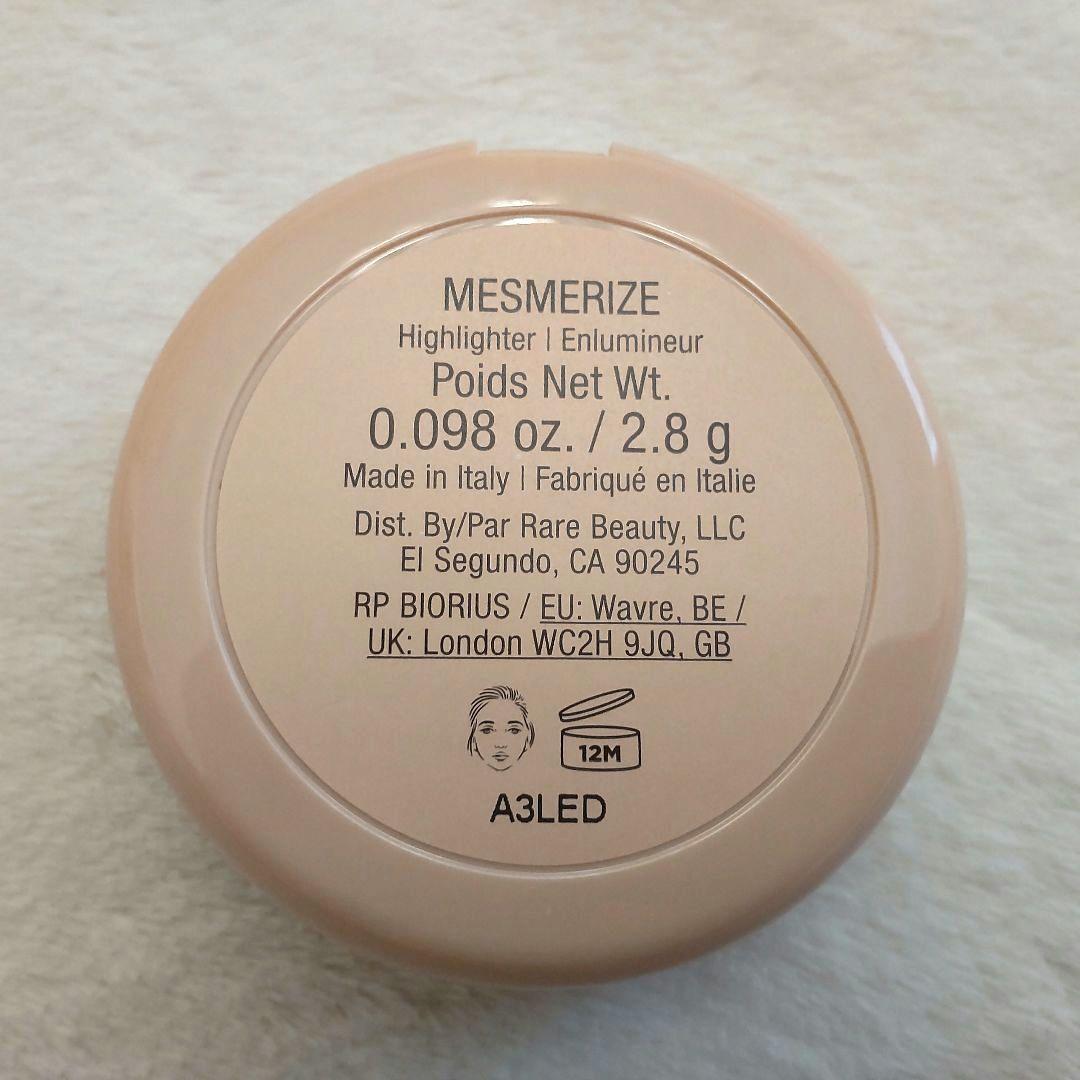 MESMERIZE
Highlighter | Enlumineur
Poids Net Wt.
0.098 oz. / 2.8 g
Made in Italy | Fabriqué en Italie
Dist. By/Par Rare Beauty, LLC
El Segundo, CA 90245
RP BIORIUS / EU: Wavre, BE /
UK: London WC2H 9JQ, GB
12M
A3LED